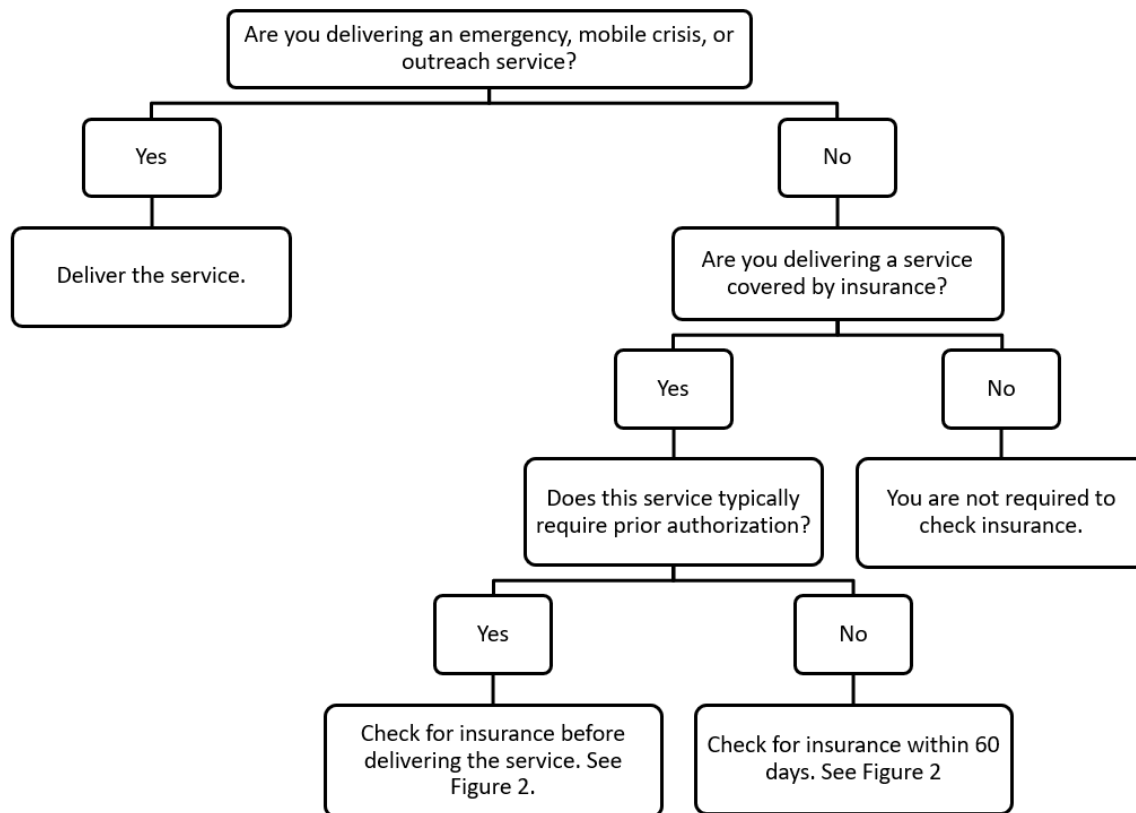 Are you delivering an emergency, mobile crisis, or
outreach service?
Yes
No
Deliver the service.
Are you delivering a service
covered by insurance?
Yes
No
Does this service typically
require prior authorization?
You are not required to
check insurance.
Yes
No
Check for insurance before
delivering the service. See
Figure 2.
Check for insurance within 60
days. See Figure 2